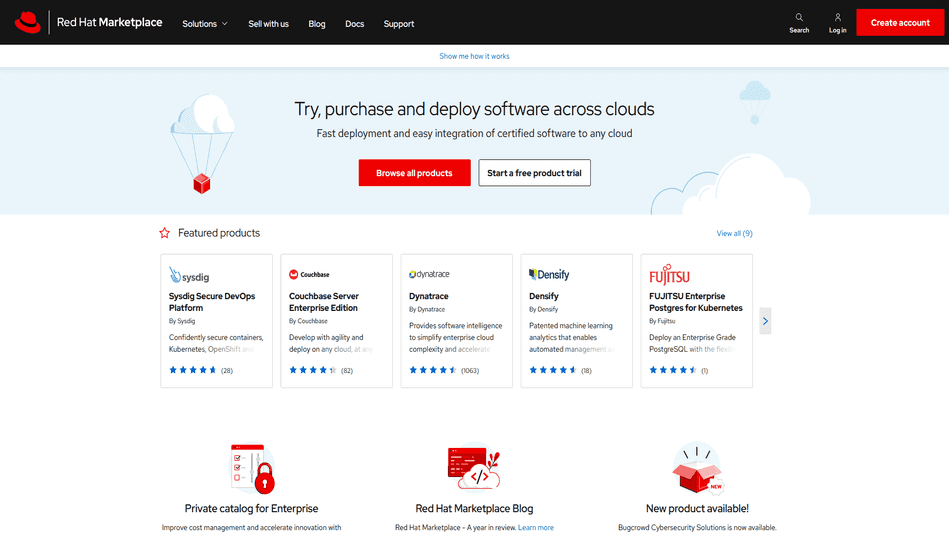 Red Hat Marketplace
Solutions
Sell with us
Blog
Docs
Support
Search
Log in
Create account
Show me how it works
Try, purchase and deploy software across clouds
Fast deployment and easy integration of certified software to any cloud
Browse all products
Start a free product trial
Featured products
View all (9)
sysdig
Sysdig Secure DevOps
Platform
By Sysdig
Confidently secure containers,
Kubernetes, OpenShift and
(28)
Couchbase
Couchbase Server
Enterprise Edition
By Couchbase
Develop with agility and
deploy on any cloud, at any
(82)
dynatrace
Dynatrace
By Dynatrace
Provides software intelligence
to simplify enterprise cloud
complexity and accelerate
(1063)
Densify
Densify
By Densify
Patented machine learning
analytics that enables
automated management
(18)
FUJITSU
FUJITSU Enterprise
Postgres for Kubernetes
By Fujitsu
Deploy an Enterprise Grade
PostgreSQL with the
(1)
Private catalog for Enterprise
Improve cost management and accelerate innovation with
</>
Red Hat Marketplace Blog
Red Hat Marketplace - A year in review. Learn more
NEW
New product available!
Bugcrowd Cybersecurity Solutions is now available.